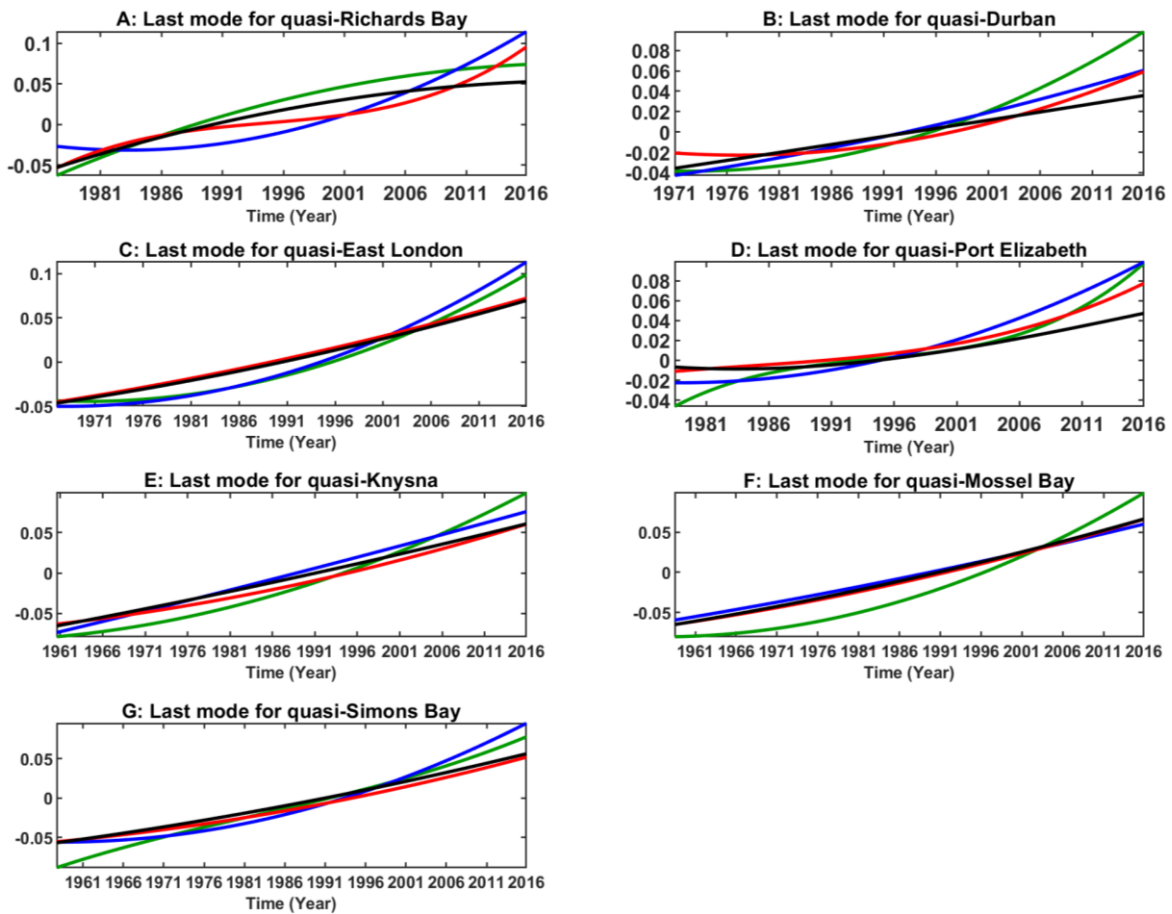 A: Last mode for quasi-Richards Bay
0.1
0.05
0
-0.05
1981 1986 1991 1996 2001 2006 2011 2016
Time (Year)
B: Last mode for quasi-Durban
0.08
0.06
0.04
0.02
0
-0.02
-0.04
1971 1976 1981 1986 1991 1996 2001 2006 2011 2016
Time (Year)
C: Last mode for quasi-East London
0.1
0.05
0
-0.05
1971 1976 1981 1986 1991 1996 2001 2006 2011 2016
Time (Year)
D: Last mode for quasi-Port Elizabeth
0.08
0.06
0.04
0.02
0
-0.02
-0.04
1981 1986 1991 1996 2001 2006 2011 2016
Time (Year)
E: Last mode for quasi-Knysna
0.05
0
-0.05
1961 1966 1971 1976 1981 1986 1991 1996 2001 2006 2011 2016
Time (Year)
F: Last mode for quasi-Mossel Bay
0.05
0
-0.05
1961 1966 1971 1976 1981 1986 1991 1996 2001 2006 2011 2016
Time (Year)
G: Last mode for quasi-Simons Bay
0.05
0
-0.05
1961 1966 1971 1976 1981 1986 1991 1996 2001 2006 2011 2016
Time (Year)